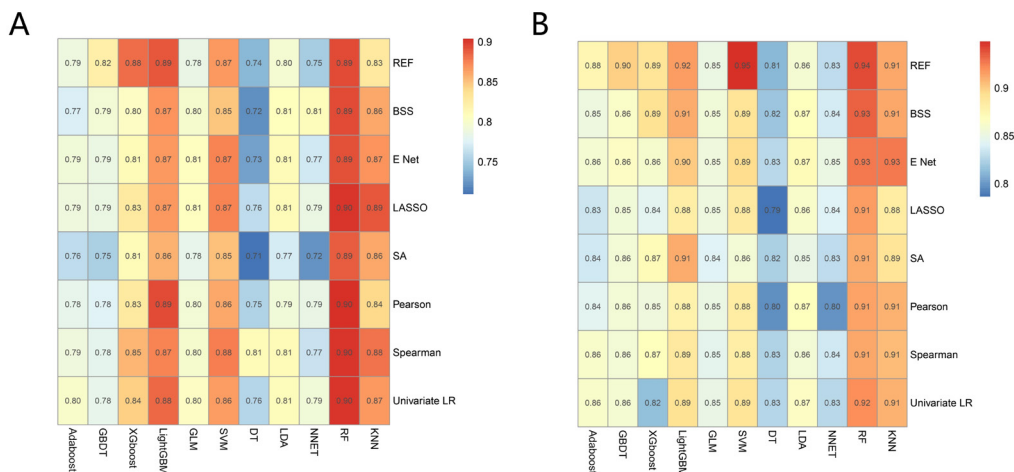 A
0.79 0.82 0.88 0.89 0.78 0.87 0.74 0.80 0.75 0.89 0.83 REF
0.77 0.79 0.80 0.87 0.79 0.85 0.72 0.81 0.81 0.89 0.86 BSS
0.79 0.79 0.81 0.87 0.81 0.87 0.73 0.81 0.77 0.89 0.87 E Net
0.79 0.79 0.83 0.87 0.81 0.87 0.76 0.81 0.79 0.90 0.89 LASSO
0.76 0.75 0.81 0.86 0.78 0.85 0.71 0.77 0.72 0.89 0.86 SA
0.78 0.78 0.83 0.89 0.80 0.86 0.75 0.79 0.79 0.90 0.84 Pearson
0.79 0.78 0.85 0.87 0.80 0.88 0.81 0.81 0.77 0.90 0.88 Spearman
0.80 0.78 0.84 0.88 0.81 0.86 0.76 0.81 0.79 0.90 0.87 Univariate LR
Adaboost
GBDT
XGboost
LightGBM
GLM
SVM
DT
LDA
NNET
RF
KNN
0.9
0.85
0.8
0.75
B
0.88 0.90 0.89 0.92 0.85 0.95 0.81 0.86 0.83 0.94 0.91 REF
0.85 0.86 0.89 0.91 0.85 0.89 0.82 0.87 0.84 0.93 0.91 BSS
0.86 0.86 0.86 0.90 0.85 0.89 0.83 0.87 0.85 0.93 0.93 E Net
0.83 0.85 0.84 0.88 0.85 0.88 0.79 0.86 0.84 0.91 0.88 LASSO
0.84 0.86 0.87 0.91 0.84 0.86 0.82 0.85 0.83 0.91 0.89 SA
0.84 0.86 0.85 0.88 0.85 0.88 0.80 0.87 0.80 0.91 0.91 Pearson
0.86 0.86 0.87 0.89 0.85 0.88 0.83 0.86 0.84 0.91 0.91 Spearman
0.86 0.86 0.82 0.89 0.85 0.89 0.83 0.87 0.83 0.92 0.91 Univariate LR
Adaboost
GBDT
XGboost
LightGBM
GLM
SVM
DT
LDA
NNET
RF
KNN
0.9
0.8